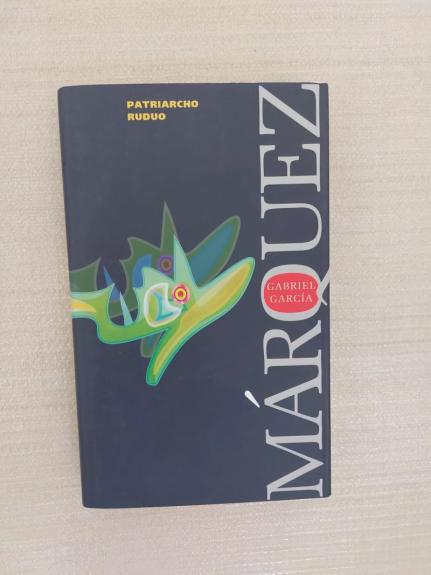 PATRIARCHO
RUDUO
GABRIEL
GARCÍA
MÁRQUEZ